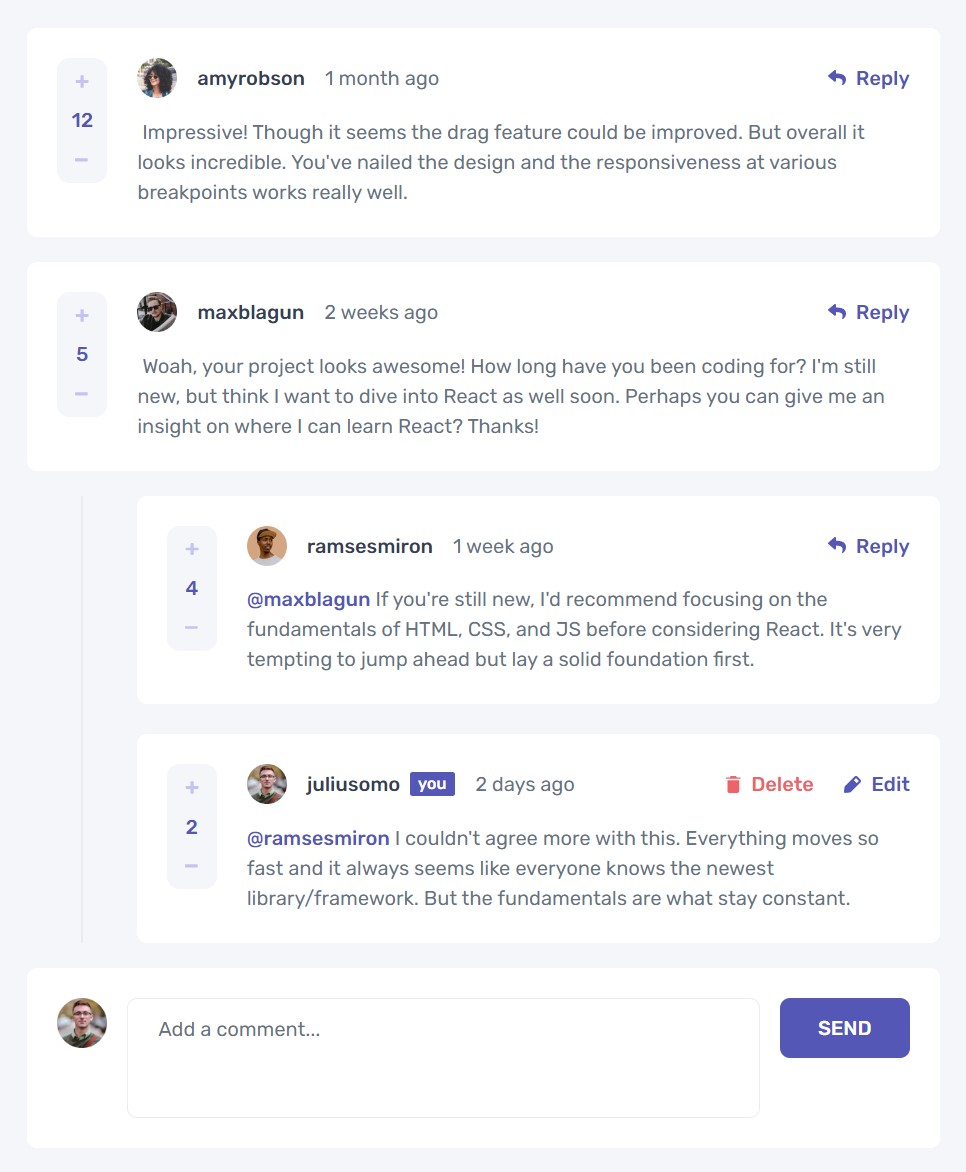 amyrobson 1 month ago Reply
+
12
−
Impressive! Though it seems the drag feature could be improved. But overall it
looks incredible. You've nailed the design and the responsiveness at various
breakpoints works really well.
maxblagun 2 weeks ago Reply
+
5
−
Woah, your project looks awesome! How long have you been coding for? I'm still
new, but think I want to dive into React as well soon. Perhaps you can give me an
insight on where I can learn React? Thanks!
ramsesmiron 1 week ago Reply
+
4
−
@maxblagun If you're still new, I'd recommend focusing on the
fundamentals of HTML, CSS, and JS before considering React. It's very
tempting to jump ahead but lay a solid foundation first.
juliusomo you 2 days ago Delete Edit
+
2
−
@ramsesmiron I couldn't agree more with this. Everything moves so
fast and it always seems like everyone knows the newest
library/framework. But the fundamentals are what stay constant.
Add a comment...
SEND